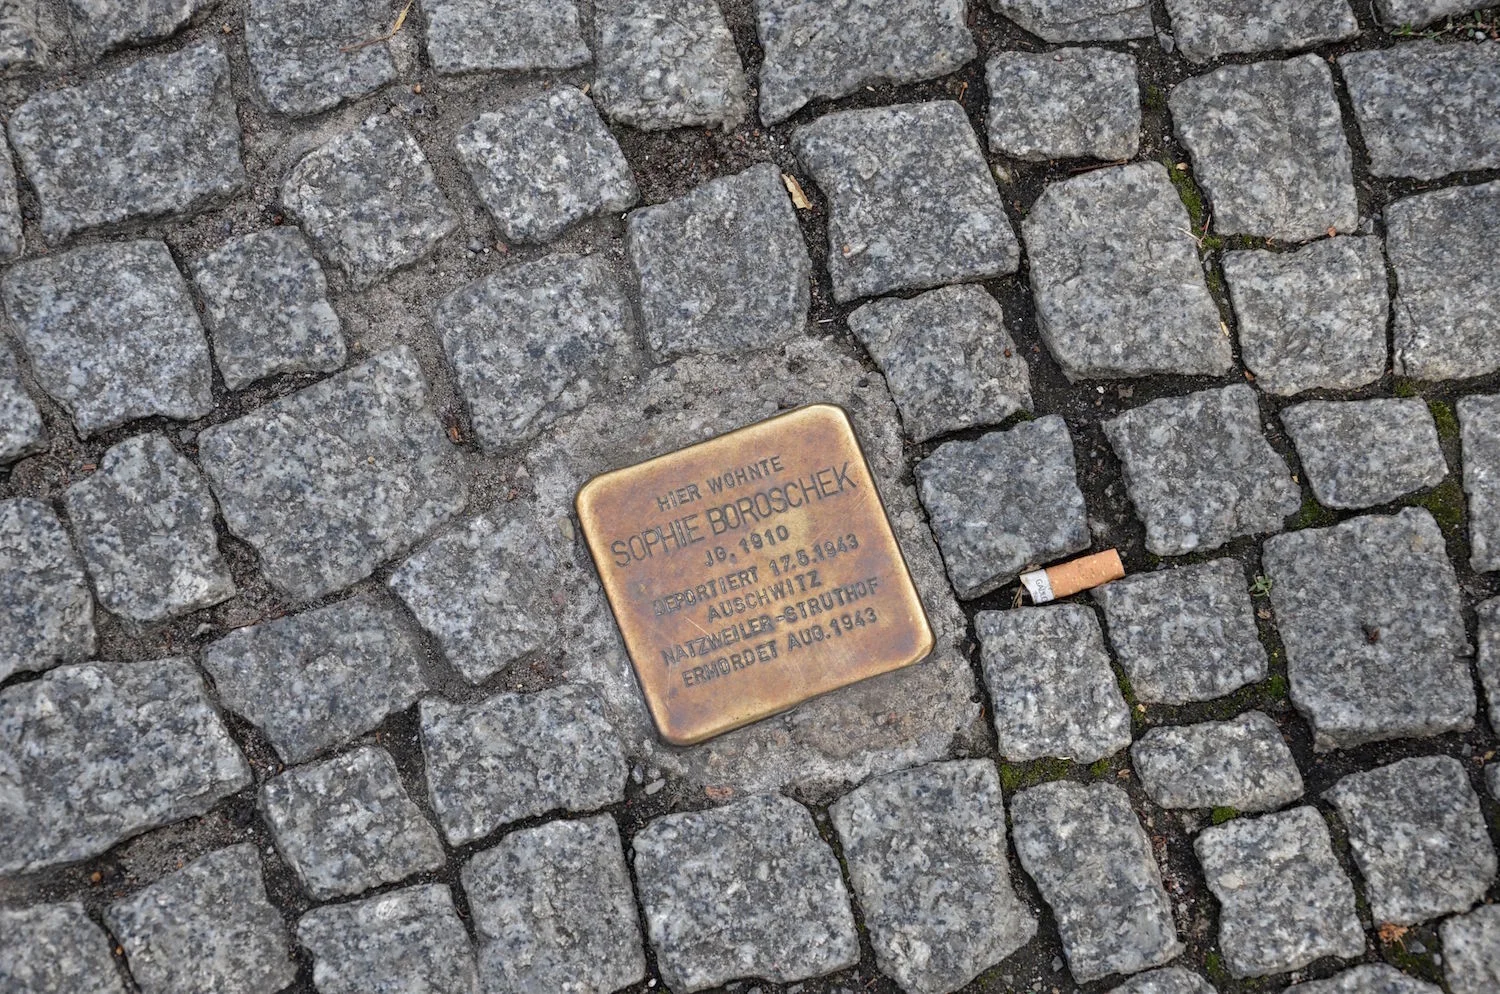 HIER WOHNTE
SOPHIE BOROSCHEK
JG. 1910
DEPORTIERT 17.5.1943
AUSCHWITZ
NATZWEILER-STRUTHOF
ERMORDET AUG.1943